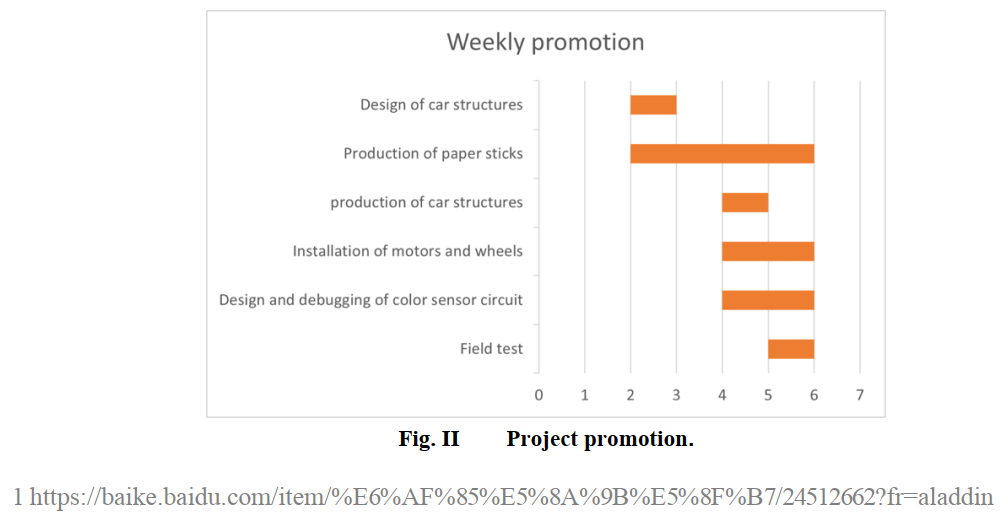 Weekly promotion
Design of car structures
Production of paper sticks
production of car structures
Installation of motors and wheels
Design and debugging of color sensor circuit
Field test
0 1 2 3 4 5 6 7
Fig. II Project promotion.
1 https://baike.baidu.com/item/%E6%AF%85%E5%8A%9B%E5%8F%B7/24512662?fr=aladdin